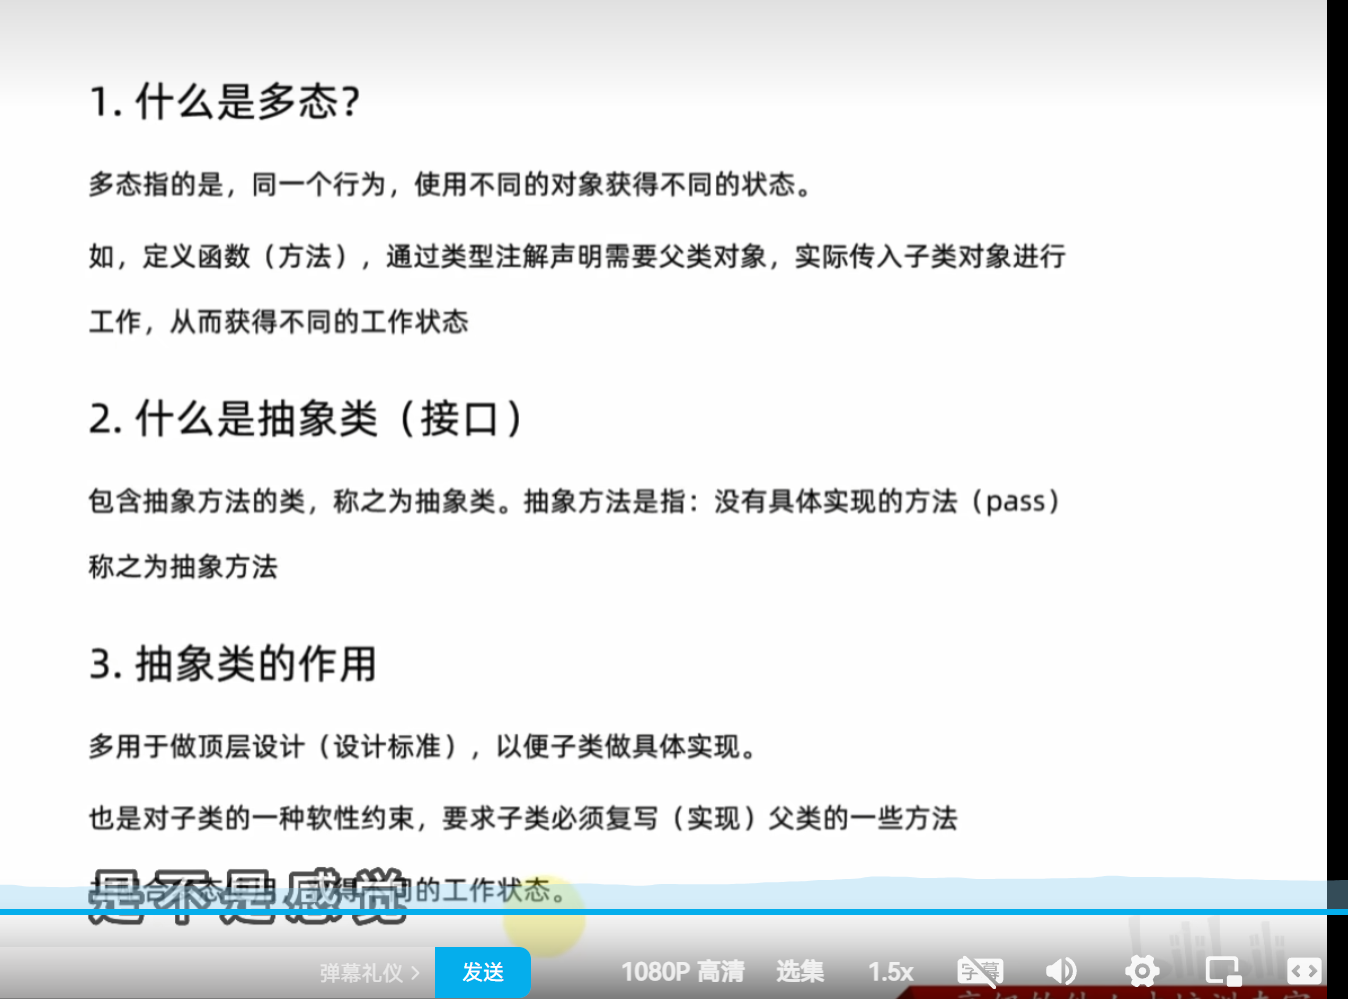 1. 什么是多态?
多态指的是，同一个行为，使用不同的对象获得不同的状态。
如，定义函数（方法），通过类型注解声明需要父类对象，实际传入子类对象进行
工作，从而获得不同的工作状态
2. 什么是抽象类（接口）
包含抽象方法的类，称之为抽象类。抽象方法是指：没有具体实现的方法（pass）
称之为抽象方法
3. 抽象类的作用
多用于做顶层设计（设计标准），以便子类做具体实现。
也是对子类的一种软性约束，要求子类必须复写（实现）父类的一些方法
的工作状态。
是不是感觉
弹幕礼仪 > 发送 1080P 高清 选集 1.5x 字幕